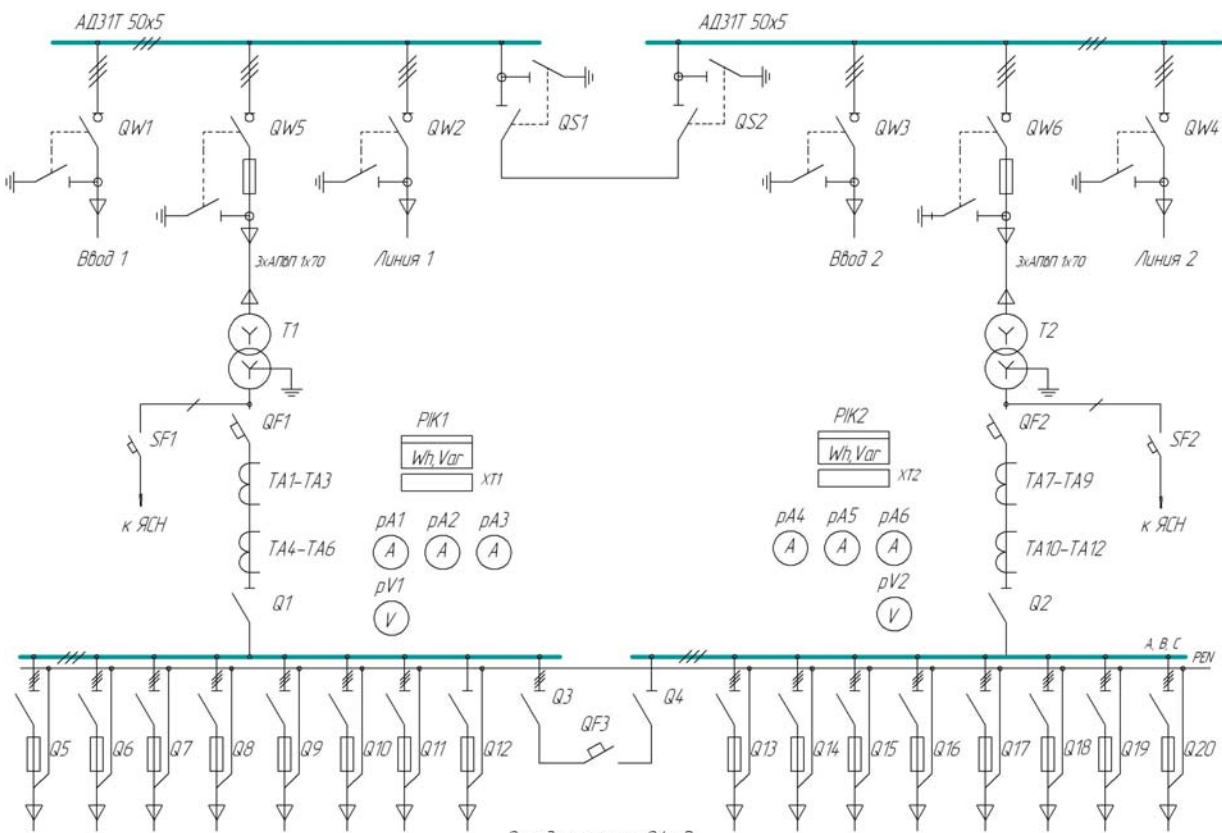 АД31Т 50х5
АД31Т 50х5
QW1
QW5
QW2
QS1
QS2
QW3
QW6
QW4
Ввод 1
3хАПвП 1х70
Линия 1
Ввод 2
3хАПвП 1х70
Линия 2
T1
T2
SF1
QF1
PIK1
PIK2
QF2
SF2
Wh,Var
Wh,Var
XT1
XT2
TA1-TA3
TA7-TA9
к ЯСН
pA1
pA2
pA3
pA4
pA5
pA6
к ЯСН
A
A
A
A
A
A
TA4-TA6
TA10-TA12
pV1
pV2
V
V
Q1
Q2
A, B, C
PEN
Q3
Q4
QF3
Q5
Q6
Q7
Q8
Q9
Q10
Q11
Q12
Q13
Q14
Q15
Q16
Q17
Q18
Q19
Q20